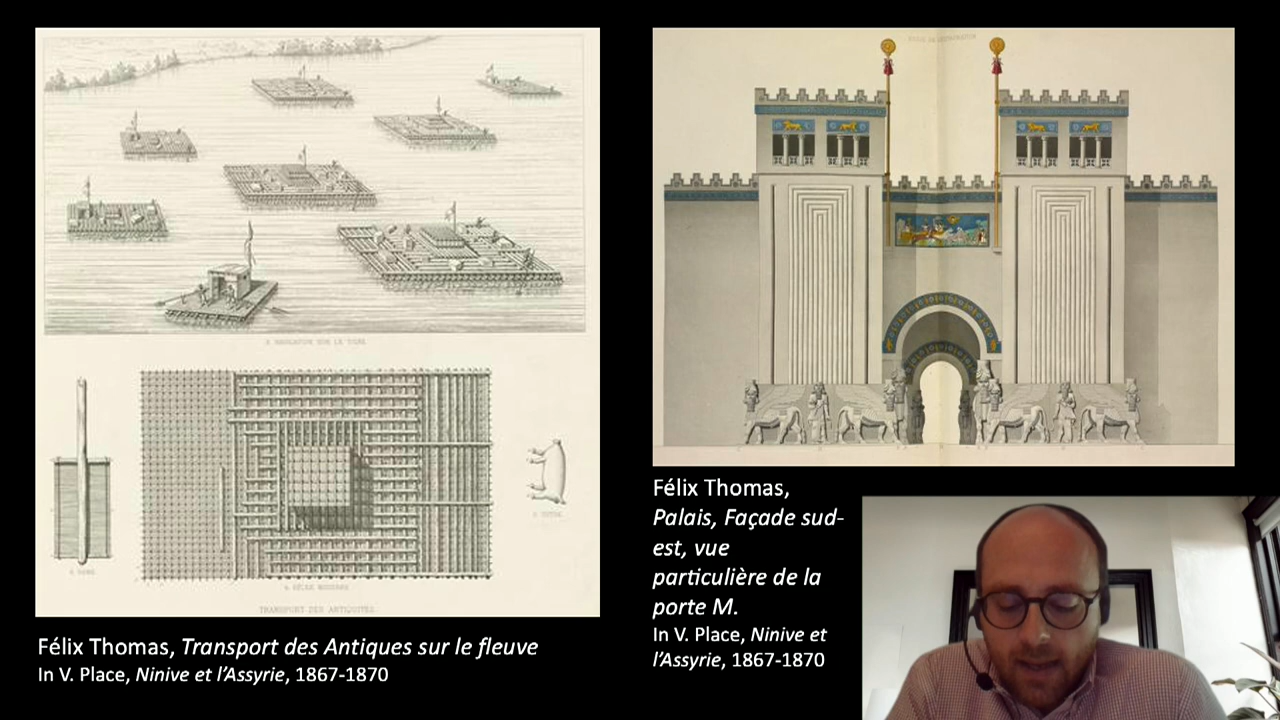 TRANSPORT DES ANTIQUITÉS.
Félix Thomas, Transport des Antiques sur le fleuve
In V. Place, Ninive et l’Assyrie, 1867-1870
Félix Thomas,
Palais, Façade sud-
est, vue
particulière de la
porte M.
In V. Place, Ninive et
l’Assyrie, 1867-1870